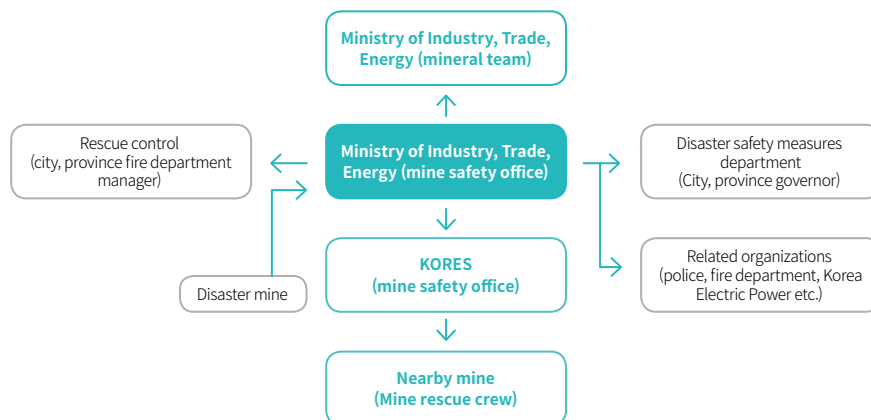 Ministry of Industry, Trade,
Energy (mineral team)
Rescue control
(city, province fire department
manager)
Ministry of Industry, Trade,
Energy (mine safety office)
Disaster safety measures
department
(City, province governor)
Disaster mine
KORES
(mine safety office)
Related organizations
(police, fire department, Korea
Electric Power etc.)
Nearby mine
(Mine rescue crew)